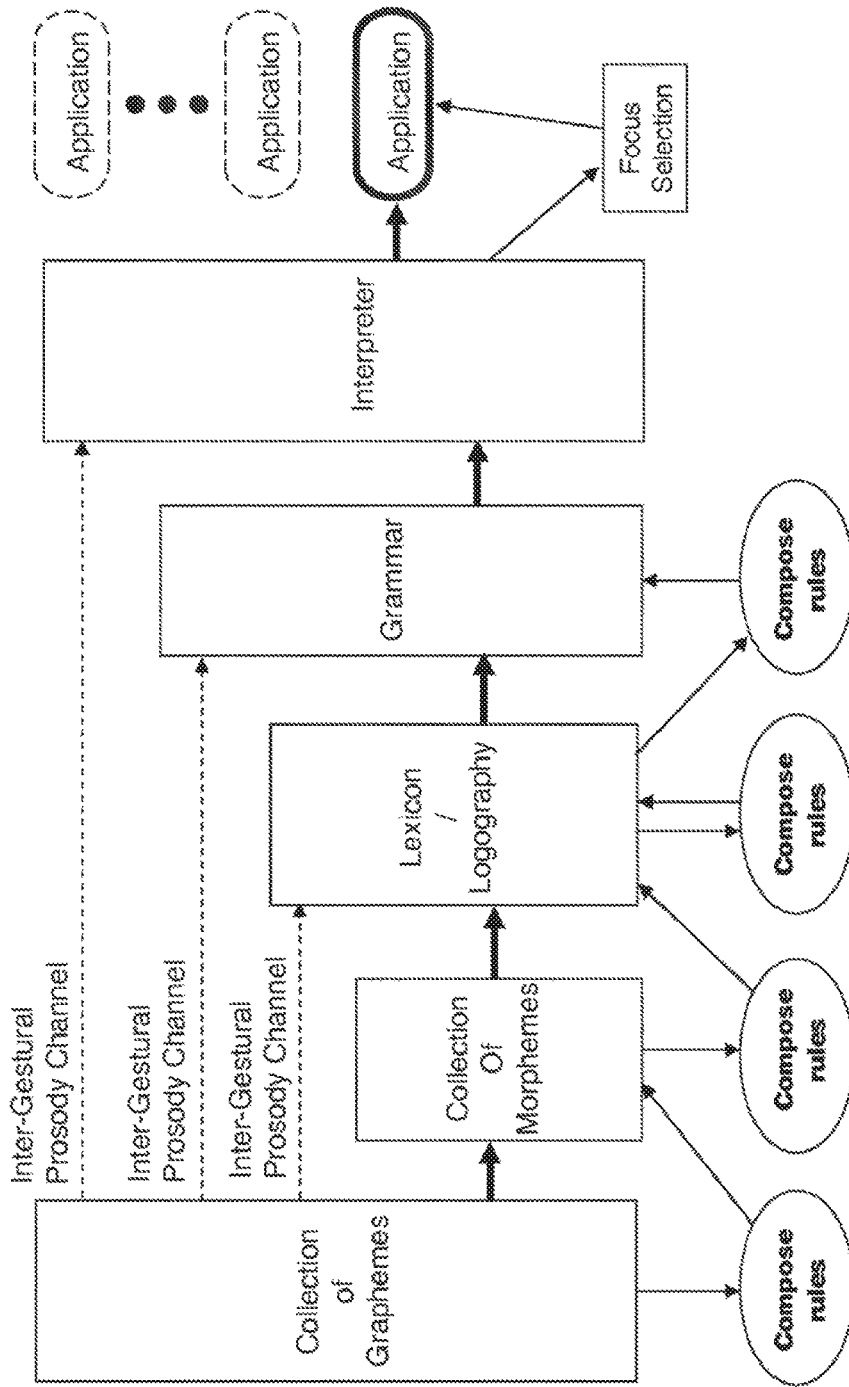 Inter-Gestural
Prosody Channel
Inter-Gestural
Prosody Channel
Inter-Gestural
Prosody Channel
Collection
of
Graphemes
Collection
Of
Morphemes
Lexicon
/
Logography
Grammar
Interpreter
Application
Application
Application
Focus
Selection
Compose
rules
Compose
rules
Compose
rules
Compose
rules